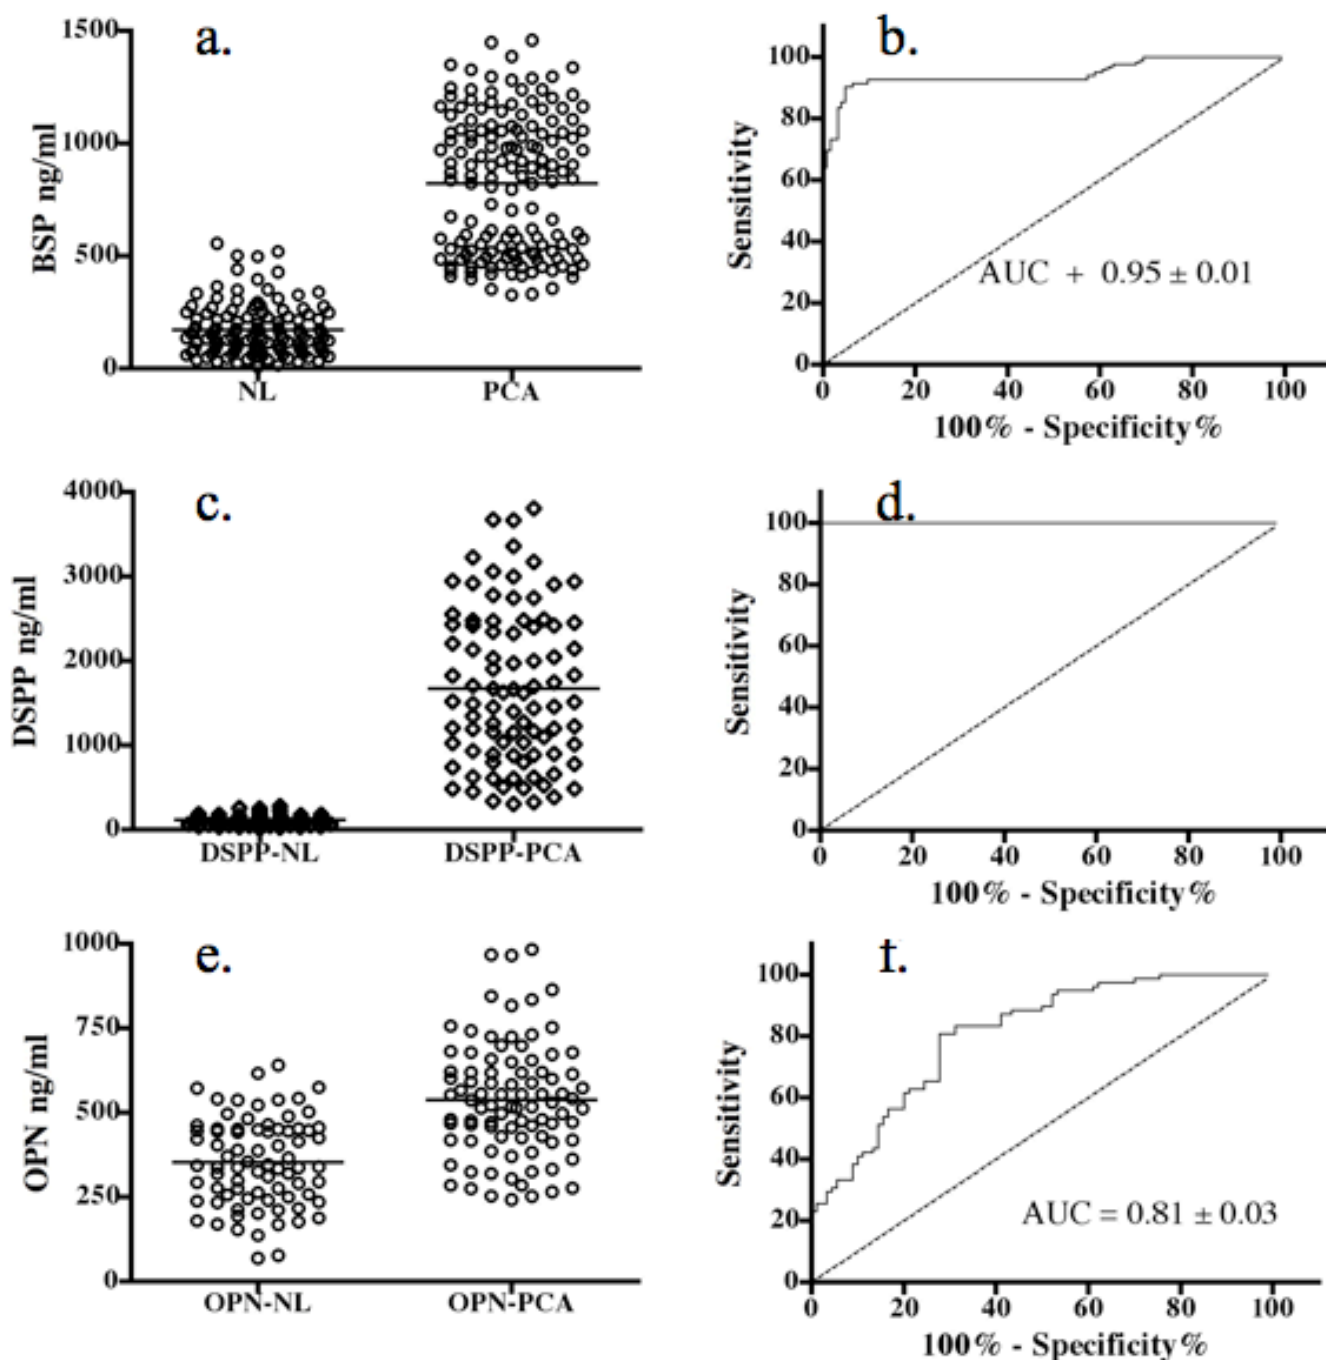 a.
BSP ng/ml
1500
1000
500
0
NL
PCA
b.
Sensitivity
100
80
60
40
20
0
AUC + 0.95 ± 0.01
0 20 40 60 80 100
100% - Specificity%
c.
DSPP ng/ml
4000
3000
2000
1000
0
DSPP-NL
DSPP-PCA
d.
Sensitivity
100
80
60
40
20
0
0 20 40 60 80 100
100% - Specificity%
e.
OPN ng/ml
1000
750
500
250
0
OPN-NL
OPN-PCA
f.
Sensitivity
100
80
60
40
20
0
AUC = 0.81 ± 0.03
0 20 40 60 80 100
100% - Specificity%